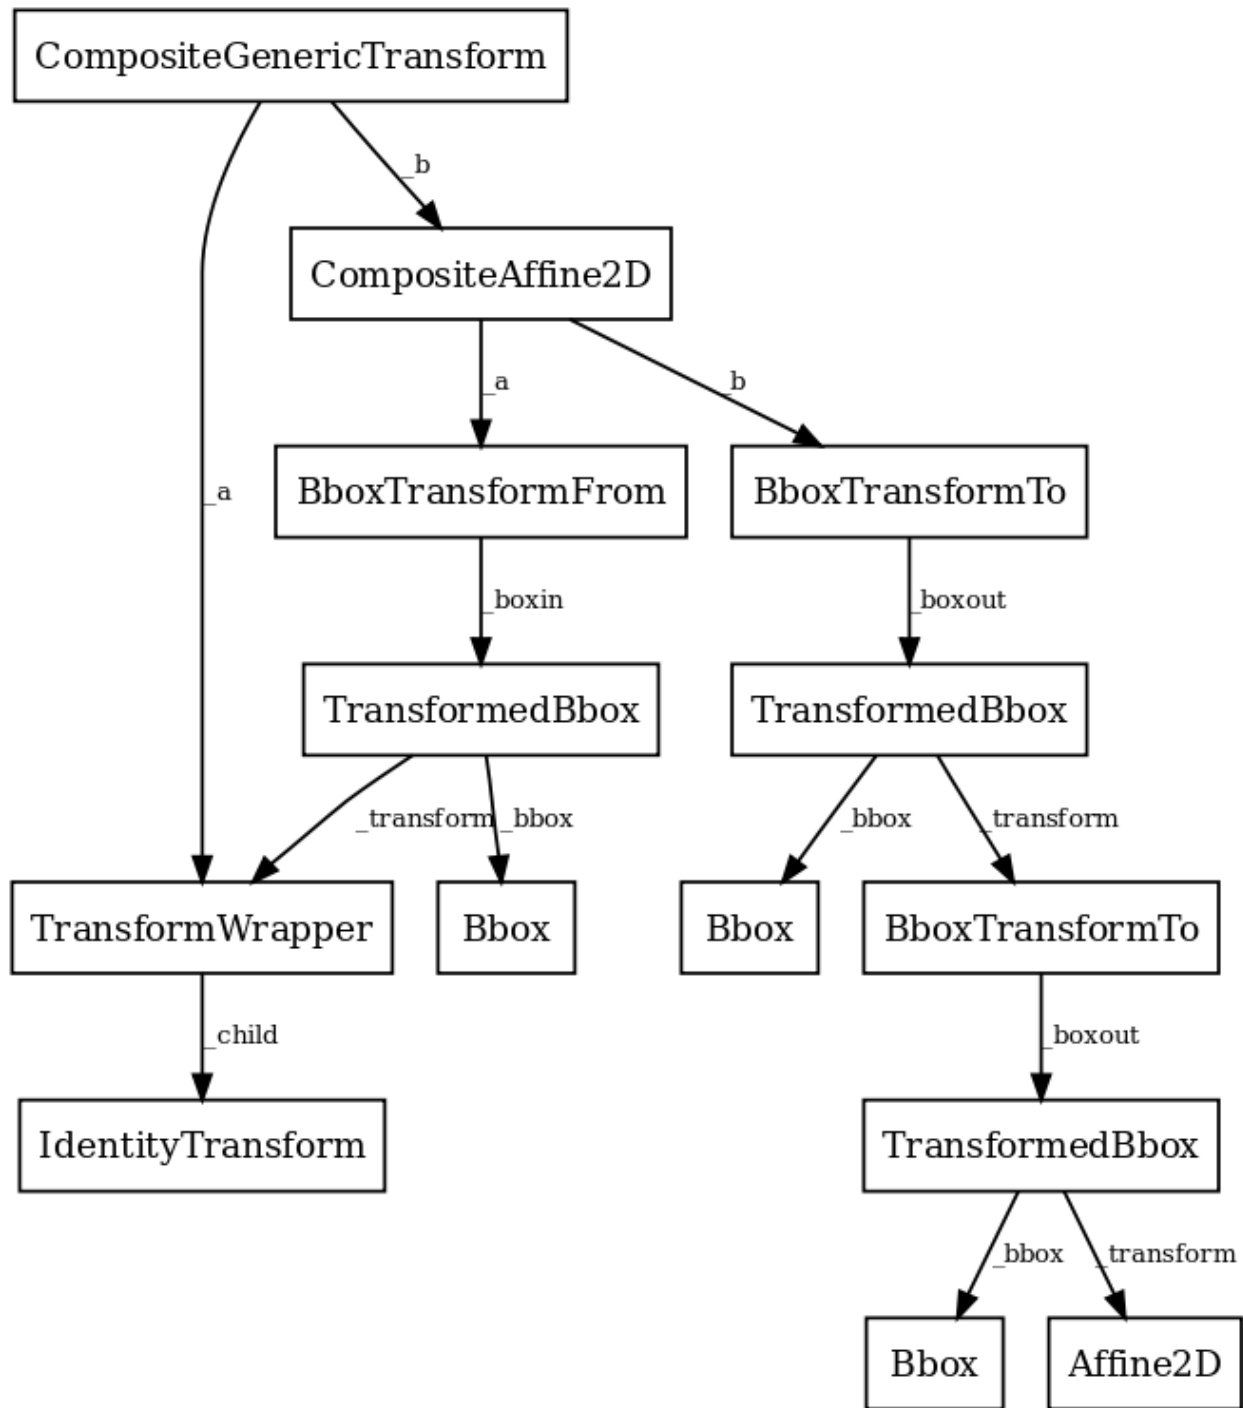 CompositeGenericTransform
_b
CompositeAffine2D
_a
_b
_a
BboxTransformFrom
BboxTransformTo
_boxin
_boxout
TransformedBbox
TransformedBbox
_transform
_bbox
_bbox
_transform
TransformWrapper
Bbox
Bbox
BboxTransformTo
_child
_boxout
IdentityTransform
TransformedBbox
_bbox
_transform
Bbox
Affine2D